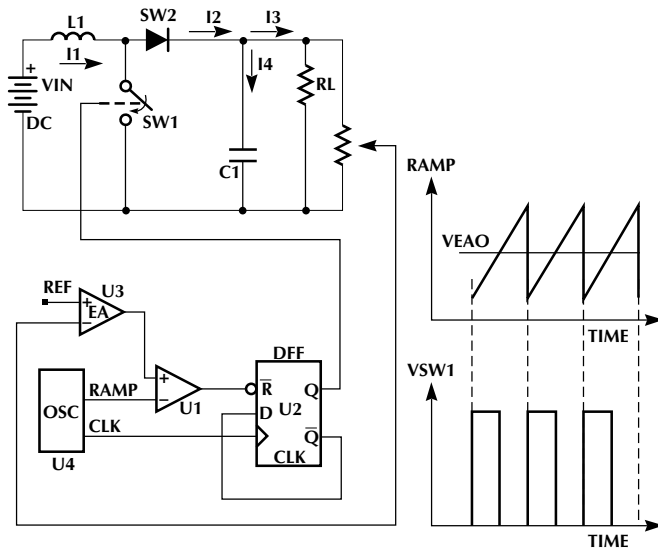 SW2
L1
I1
I2
I3
I4
+
VIN
DC
SW1
C1
RL
REF
U3
+
EA
−
RAMP
OSC
CLK
U4
+
−
U1
DFF
R
Q
D
U2
Q
CLK
RAMP
VEAO
TIME
VSW1
TIME